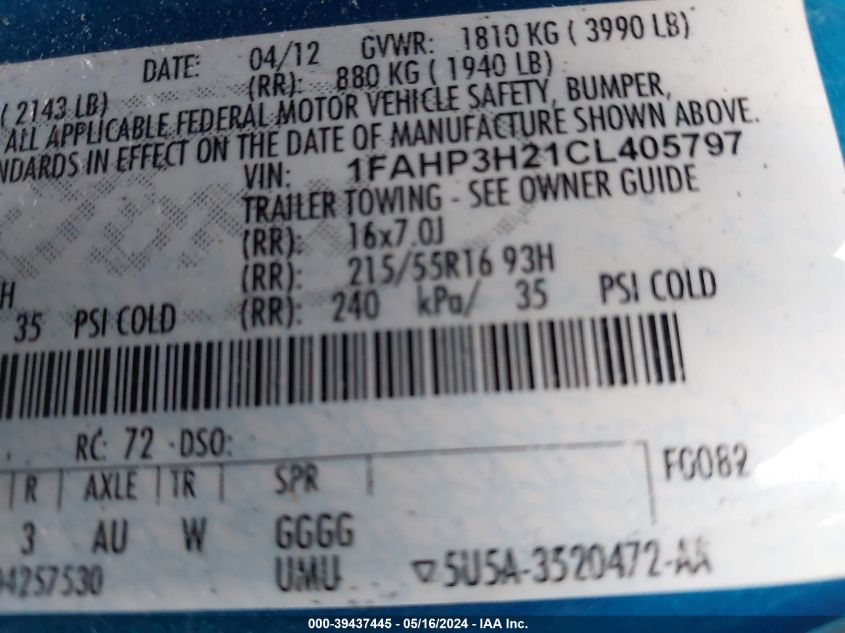 DATE: 04/12 GVWR: 1810 KG ( 3990 LB)
( 2143 LB) (RR): 880 KG ( 1940 LB)
ALL APPLICABLE FEDERAL MOTOR VEHICLE SAFETY, BUMPER,
NDARDS IN EFFECT ON THE DATE OF MANUFACTURE SHOWN ABOVE.
VIN: 1FAHP3H21CL405797
TRAILER TOWING - SEE OWNER GUIDE
(RR): 16x7.0J
H (RR): 215/55R16 93H
35 PSI COLD (RR): 240 kPa/ 35 PSI COLD
RC: 72 DSO:
R AXLE TR SPR FC082
3 AU W GGGG
4257530 UMU 5U5A-3520472-AA
000-39437445 - 05/16/2024 - IAA Inc.